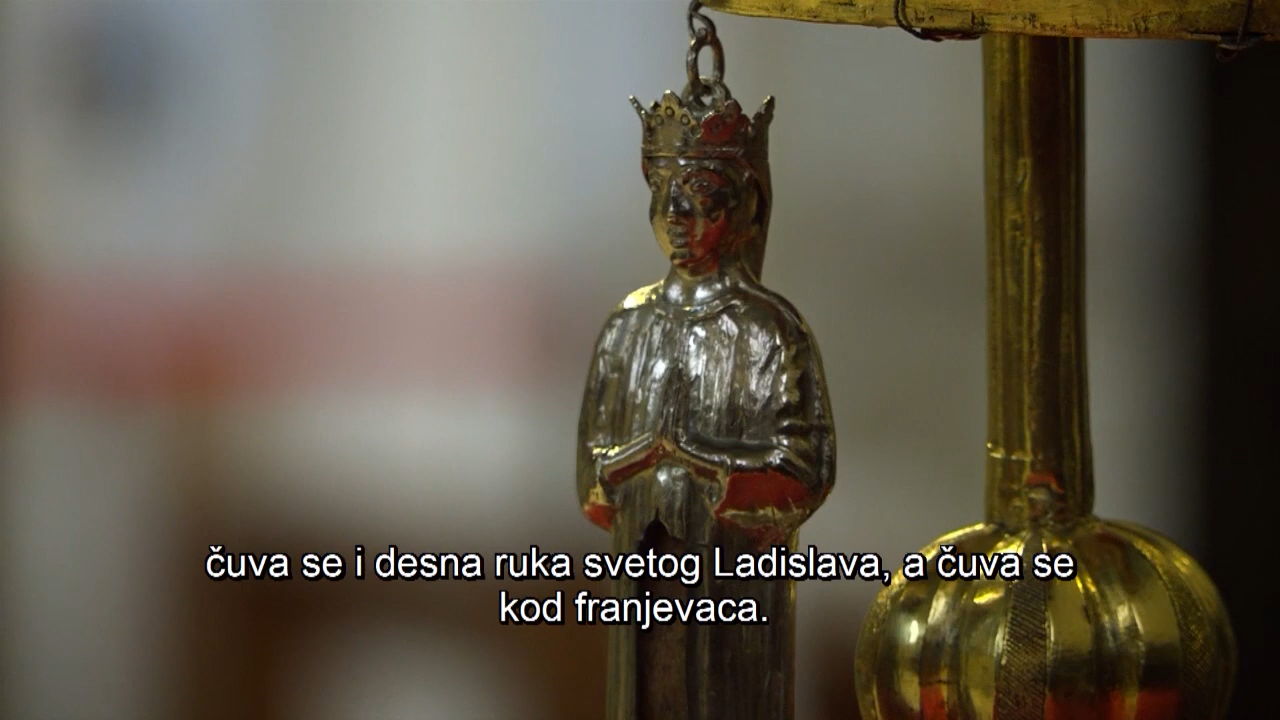 čuva se i desna ruka svetog Ladislava, a čuva se
kod franjevaca.